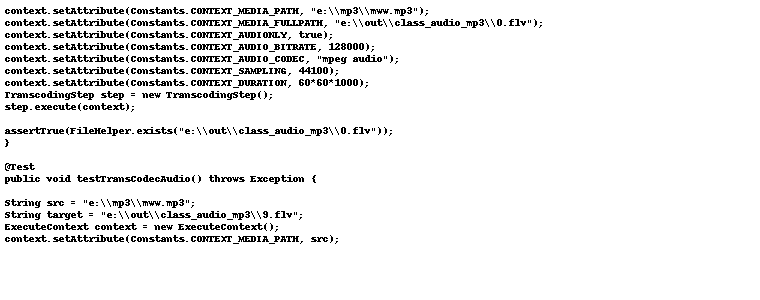 context.setAttribute(Constants.CONTEXT_MEDIA_PATH, "e:\\mp3\\mww.mp3");
context.setAttribute(Constants.CONTEXT_MEDIA_FULLPATH, "e:\\out\\class_audio_mp3\\0.flv");
context.setAttribute(Constants.CONTEXT_AUDIONLY, true);
context.setAttribute(Constants.CONTEXT_AUDIO_BITRATE, 128000);
context.setAttribute(Constants.CONTEXT_AUDIO_CODEC, "mpeg audio");
context.setAttribute(Constants.CONTEXT_SAMPLING, 44100);
context.setAttribute(Constants.CONTEXT_DURATION, 60*60*1000);
TranscodingStep step = new TranscodingStep();
step.execute(context);
assertTrue(FileHelper.exists("e:\\out\\class_audio_mp3\\0.flv"));
}
@Test
public void testTransCodecAudio() throws Exception {
String src = "e:\\mp3\\mww.mp3";
String target = "e:\\out\\class_audio_mp3\\9.flv";
ExecuteContext context = new ExecuteContext();
context.setAttribute(Constants.CONTEXT_MEDIA_PATH, src);